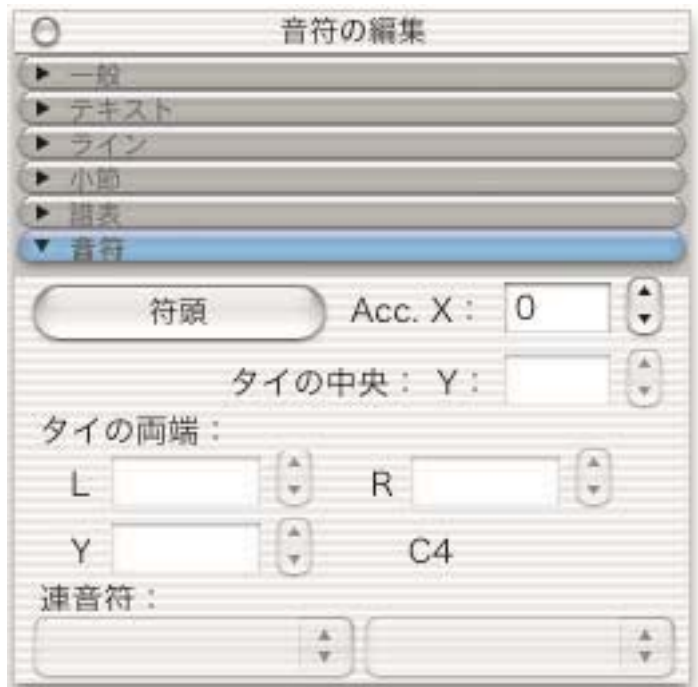 音符の編集
一般
テキスト
ライン
小節
譜表
音符
符頭 Acc. X： 0
タイの中央： Y：
タイの両端：
L R
Y C4
連音符：